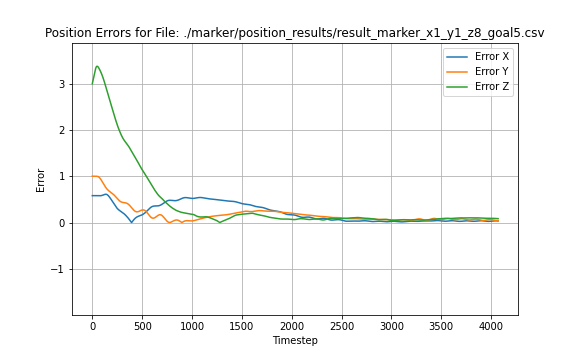 Position Errors for File: ./marker/position_results/result_marker_x1_y1_z8_goal5.csv
Error X
Error Y
Error Z
3
2
1
0
−1
Error
0 500 1000 1500 2000 2500 3000 3500 4000
Timestep